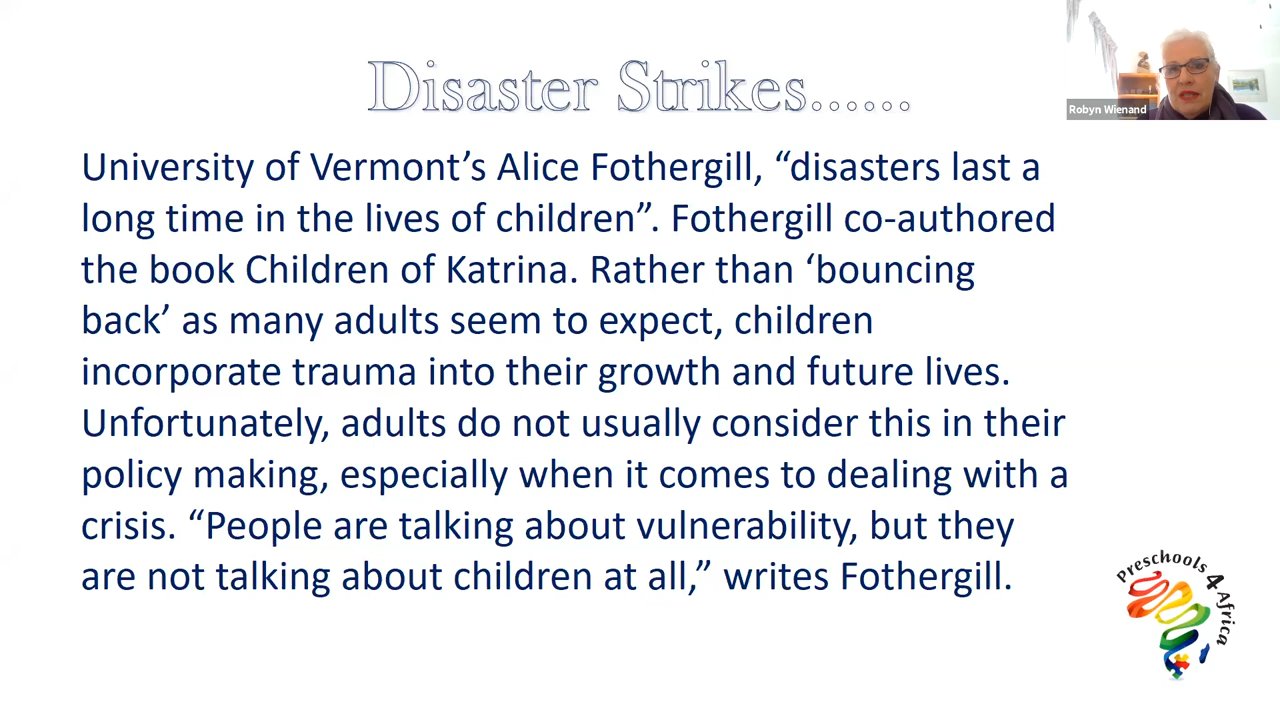 Disaster Strikes......
Robyn Wienand
University of Vermont’s Alice Fothergill, “disasters last a
long time in the lives of children”. Fothergill co-authored
the book Children of Katrina. Rather than ‘bouncing
back’ as many adults seem to expect, children
incorporate trauma into their growth and future lives.
Unfortunately, adults do not usually consider this in their
policy making, especially when it comes to dealing with a
crisis. “People are talking about vulnerability, but they
are not talking about children at all,” writes Fothergill.
Preschools 4 Africa